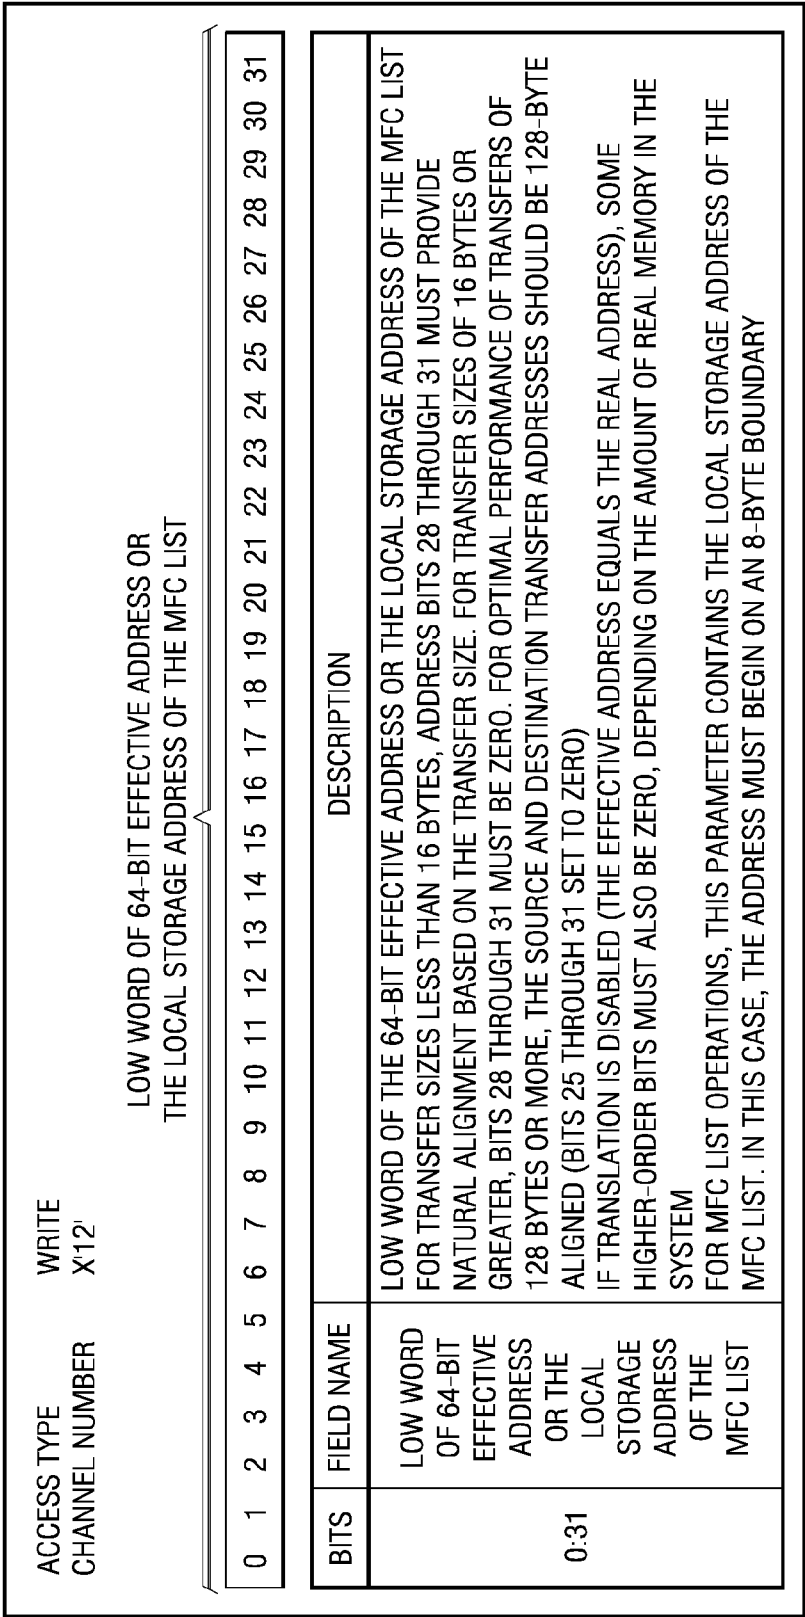 ACCESS TYPE WRITE
CHANNEL NUMBER X'12'
LOW WORD OF 64-BIT EFFECTIVE ADDRESS OR
THE LOCAL STORAGE ADDRESS OF THE MFC LIST
0 1 2 3 4 5 6 7 8 9 10 11 12 13 14 15 16 17 18 19 20 21 22 23 24 25 26 27 28 29 30 31
BITS FIELD NAME DESCRIPTION
0:31
LOW WORD
OF 64-BIT
EFFECTIVE
ADDRESS
OR THE
LOCAL
STORAGE
ADDRESS
OF THE
MFC LIST
LOW WORD OF THE 64-BIT EFFECTIVE ADDRESS OR THE LOCAL STORAGE ADDRESS OF THE MFC LIST
FOR TRANSFER SIZES LESS THAN 16 BYTES, ADDRESS BITS 28 THROUGH 31 MUST PROVIDE
NATURAL ALIGNMENT BASED ON THE TRANSFER SIZE. FOR TRANSFER SIZES OF 16 BYTES OR
GREATER, BITS 28 THROUGH 31 MUST BE ZERO. FOR OPTIMAL PERFORMANCE OF TRANSFERS OF
128 BYTES OR MORE, THE SOURCE AND DESTINATION TRANSFER ADDRESSES SHOULD BE 128-BYTE
ALIGNED (BITS 25 THROUGH 31 SET TO ZERO)
IF TRANSLATION IS DISABLED (THE EFFECTIVE ADDRESS EQUALS THE REAL ADDRESS), SOME
HIGHER-ORDER BITS MUST ALSO BE ZERO, DEPENDING ON THE AMOUNT OF REAL MEMORY IN THE
SYSTEM
FOR MFC LIST OPERATIONS, THIS PARAMETER CONTAINS THE LOCAL STORAGE ADDRESS OF THE
MFC LIST. IN THIS CASE, THE ADDRESS MUST BEGIN ON AN 8-BYTE BOUNDARY